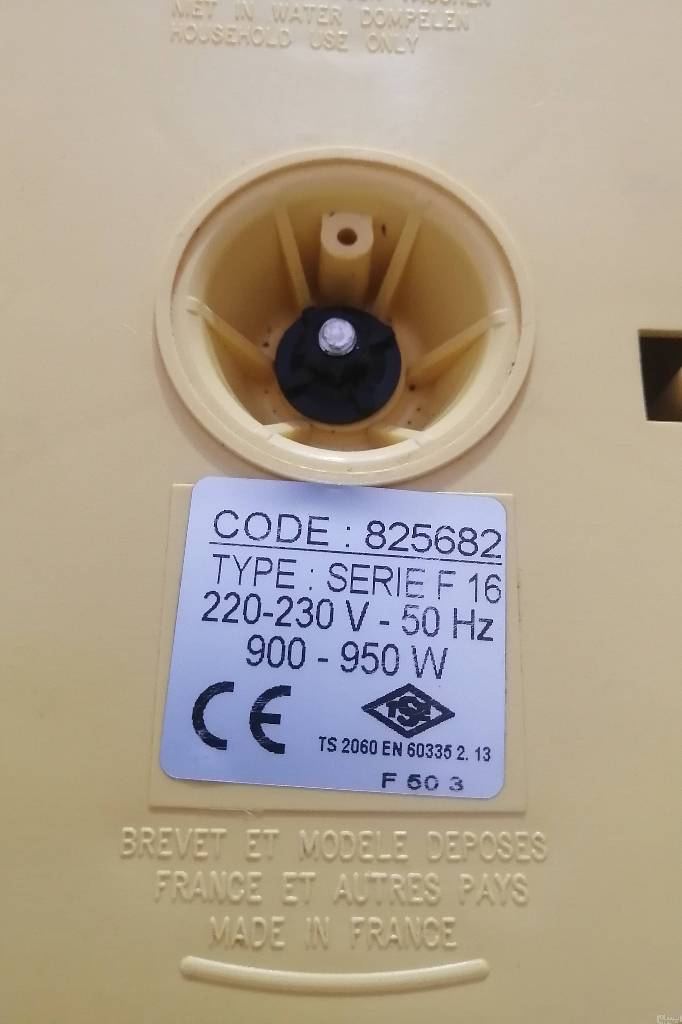 NIET IN WATER DOMPELEN
HOUSEHOLD USE ONLY
CODE : 825682
TYPE : SERIE F 16
220-230 V - 50 Hz
900 - 950 W
CE
TSE
TS 2060 EN 60335 2. 13
F 50 3
BREVET ET MODELE DEPOSES
FRANCE ET AUTRES PAYS
MADE IN FRANCE